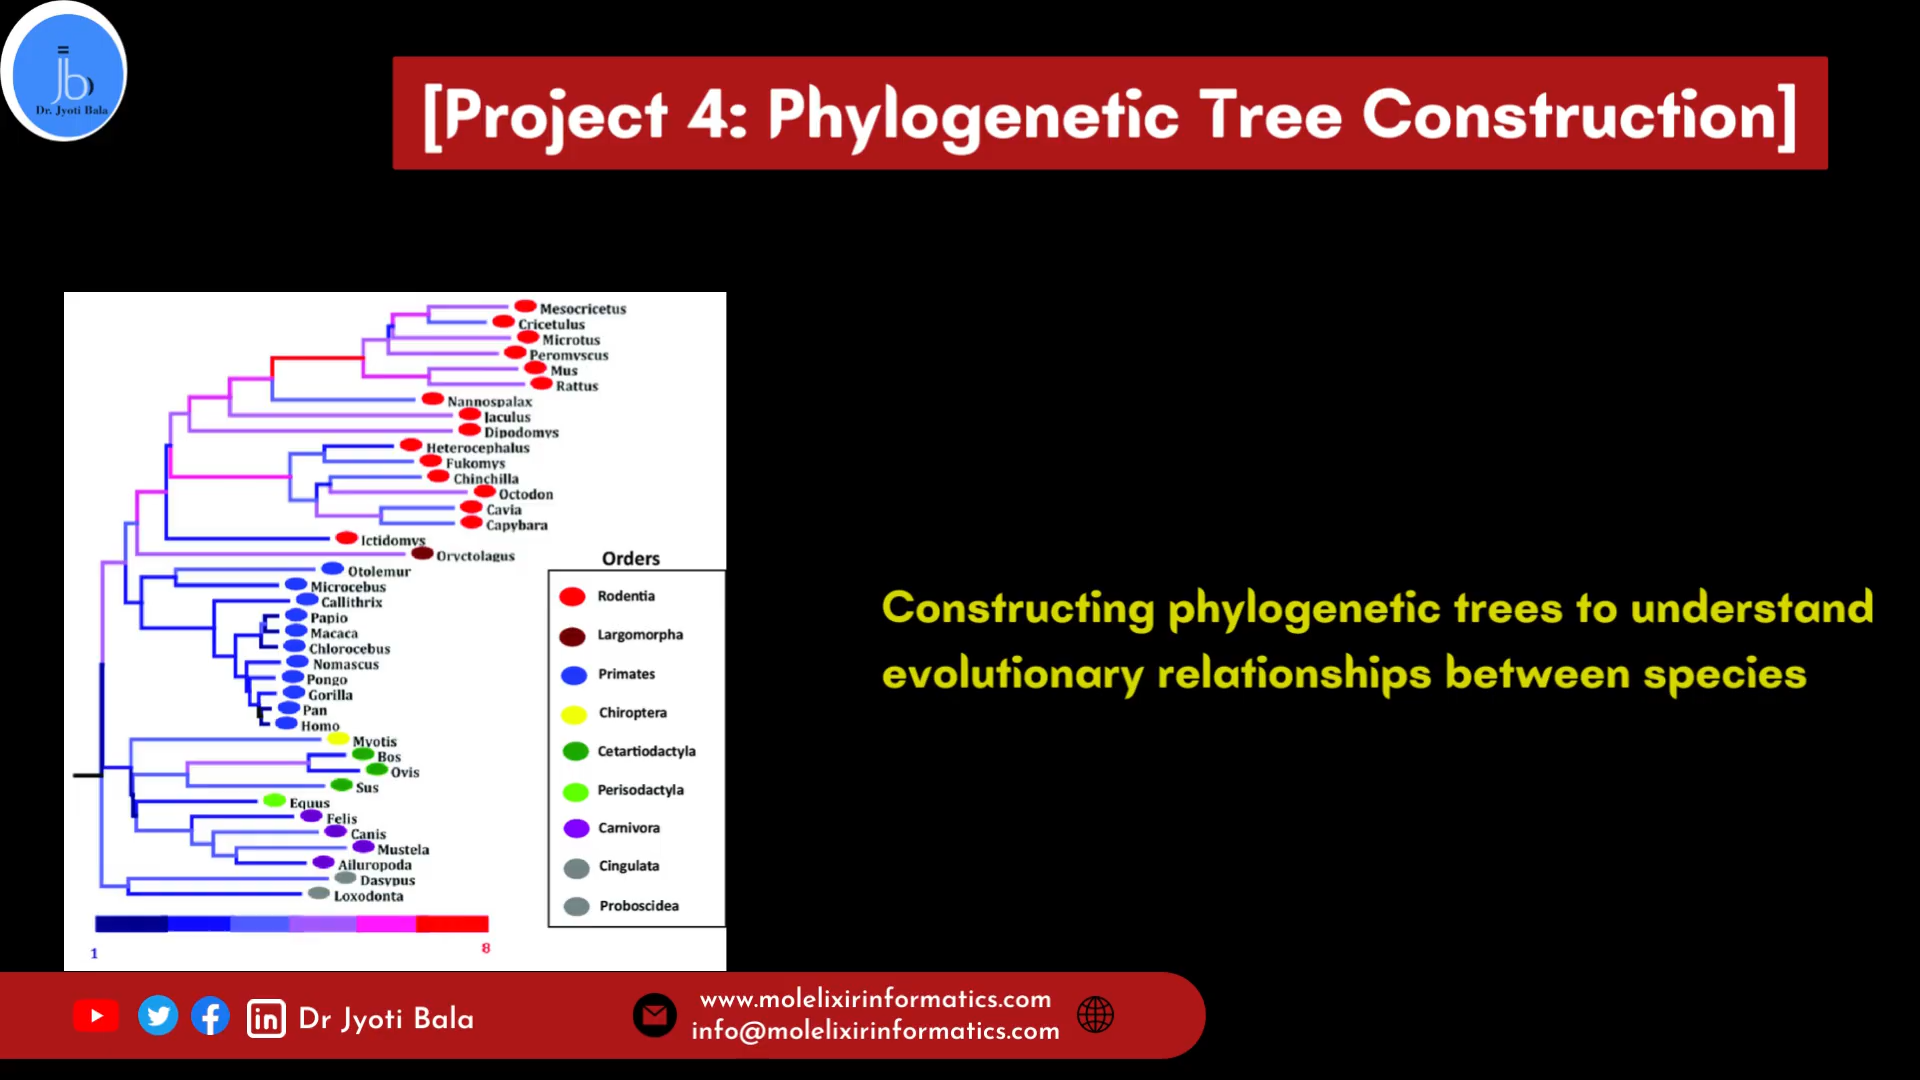 Dr. Jyoti Bala
[Project 4: Phylogenetic Tree Construction]
Mesocricetus
Cricetulus
Microtus
Peromyscus
Mus
Rattus
Nannospalax
Jaculus
Dipodomys
Heterocephalus
Fukomys
Chinchilla
Octodon
Cavia
Capybara
Ictidomys
Oryctolagus
Otolemur
Microcebus
Callithrix
Papio
Macaca
Chlorocebus
Nomascus
Pongo
Gorilla
Pan
Homo
Myotis
Bos
Ovis
Sus
Equus
Felis
Canis
Mustela
Ailuropoda
Dasypus
Loxodonta
1
8
Orders
Rodentia
Largomorpha
Primates
Chiroptera
Cetartiodactyla
Perisodactyla
Carnivora
Cingulata
Proboscidea
Constructing phylogenetic trees to understand
evolutionary relationships between species
Dr Jyoti Bala
www.molelixirinformatics.com
info@molelixirinformatics.com